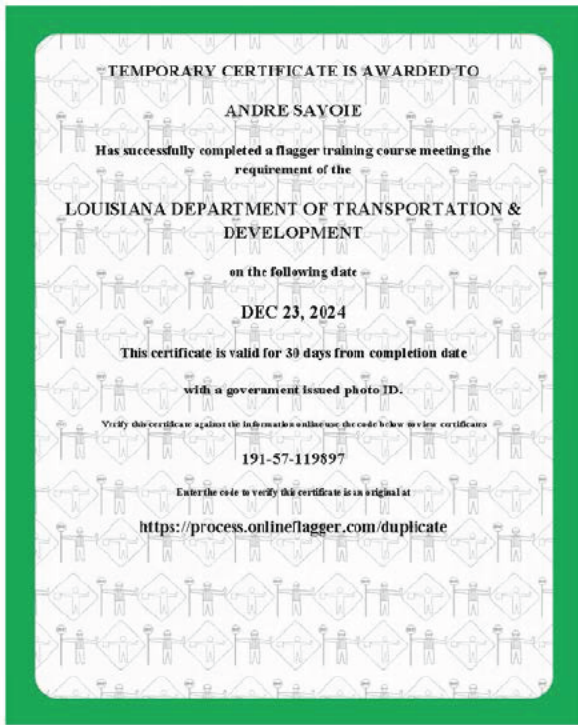 TEMPORARY CERTIFICATE IS AWARDED TO
ANDRE SAVOIE
Has successfully completed a flagger training course meeting the
requirement of the
LOUISIANA DEPARTMENT OF TRANSPORTATION &
DEVELOPMENT
on the following date
DEC 23, 2024
This certificate is valid for 30 days from completion date
with a government issued photo ID.
Verify this certificate against the information online use the code below to view certificates
191-57-119897
Enter the code to verify this certificate is an original at
https://process.onlineflagger.com/duplicate